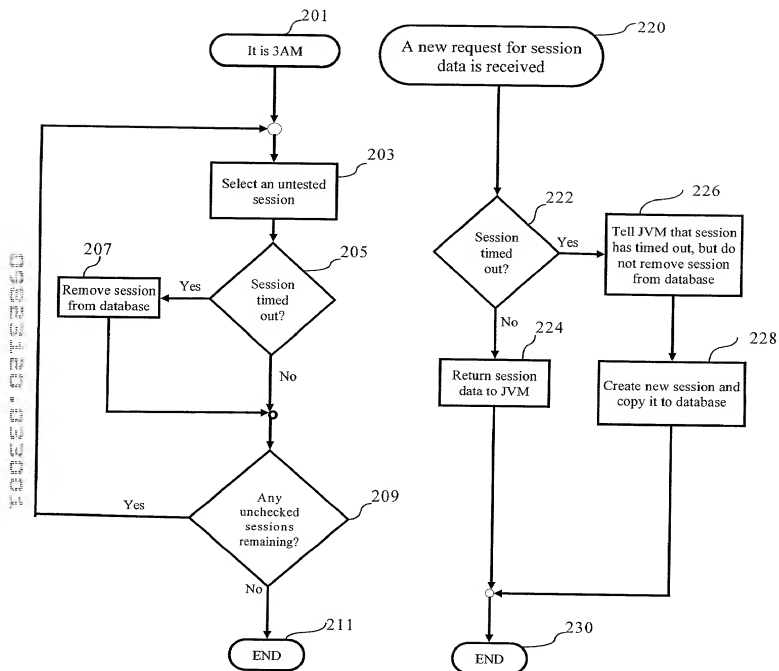 201
It is 3AM
203
Select an untested
session
205
Session
timed
out?
Yes
207
Remove session
from database
No
209
Any
unchecked
sessions
remaining?
Yes
No
211
END
220
A new request for session
data is received
222
Session
timed
out?
Yes
226
Tell JVM that session
has timed out, but do
not remove session
from database
No
224
Return session
data to JVM
228
Create new session and
copy it to database
230
END